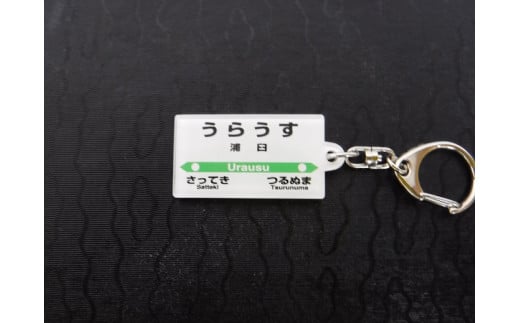 うらうす
浦臼
Urausu
さってき つるぬま
Satteki Tsurunuma